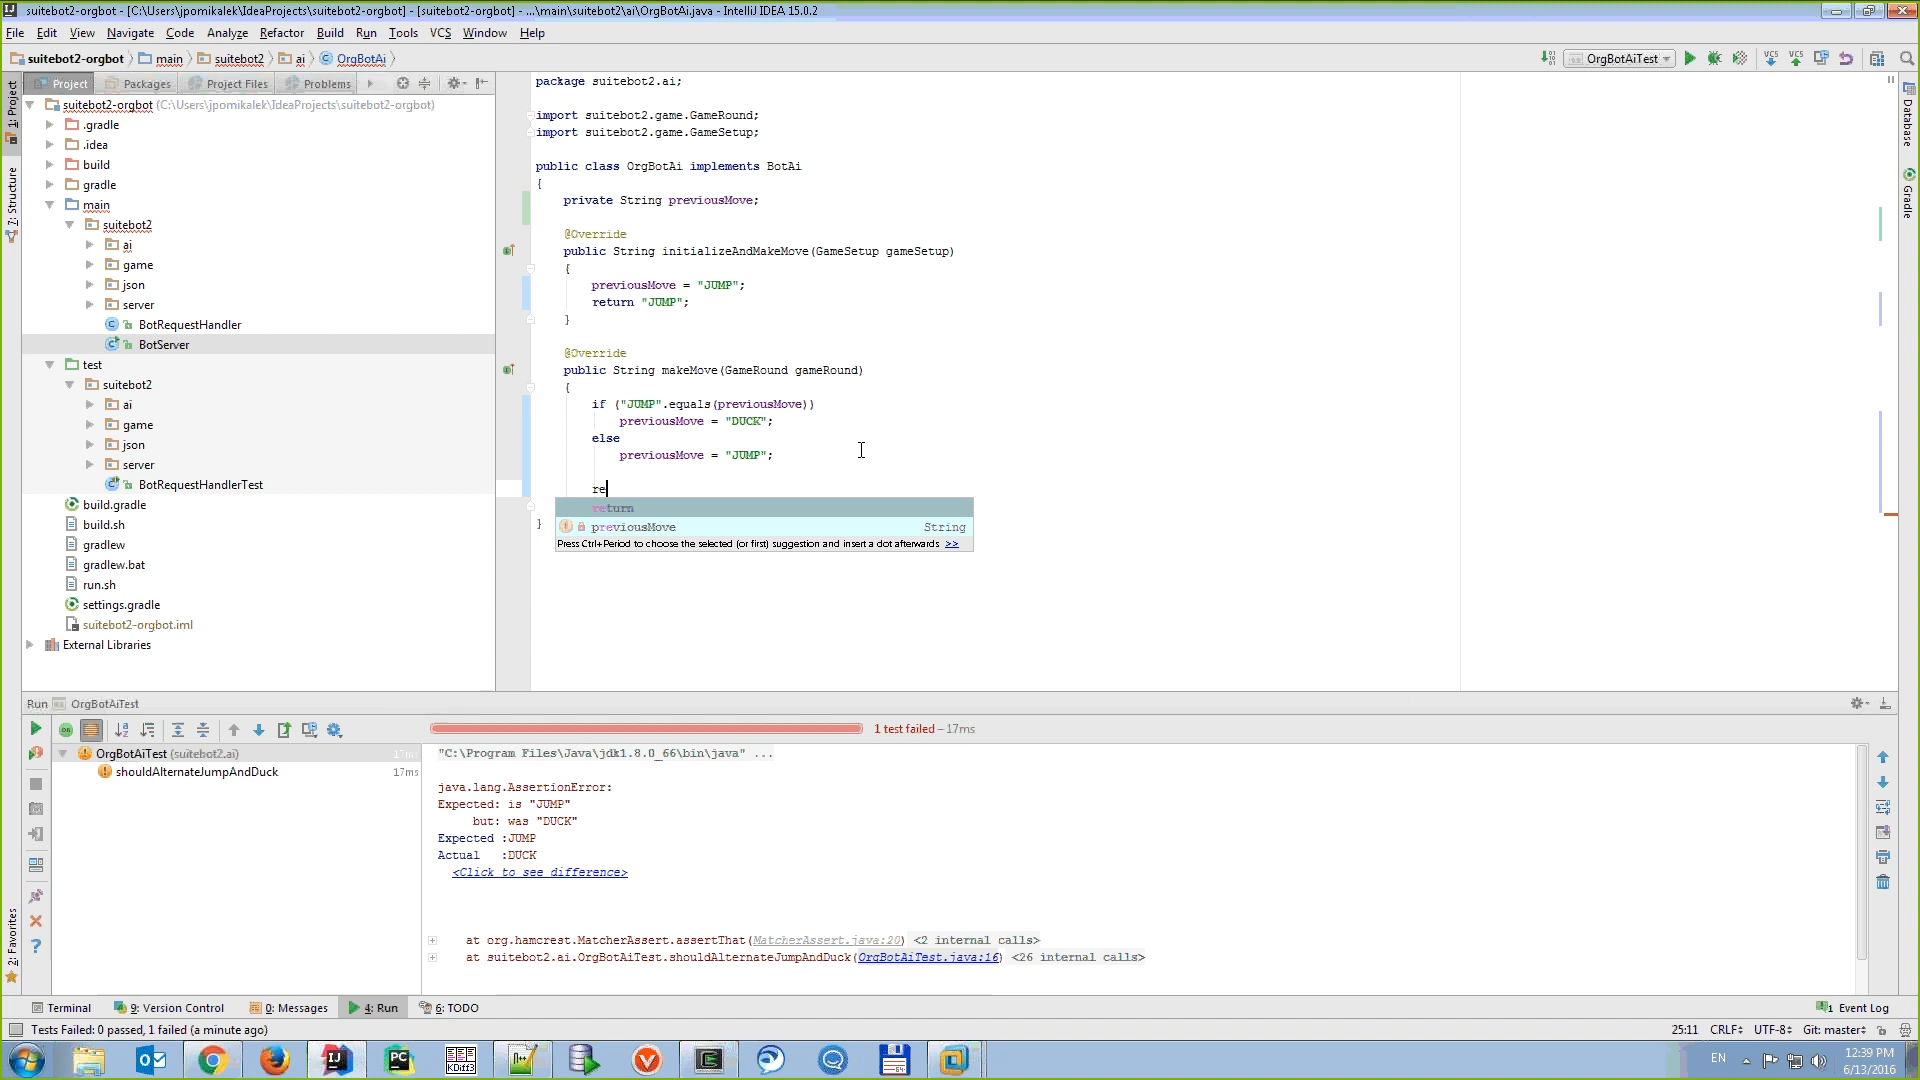 suitebot2-orgbot - [C:\Users\jpomikalek\IdeaProjects\suitebot2-orgbot] - [suitebot2-orgbot] - ...\main\suitebot2\ai\OrgBotAi.java - IntelliJ IDEA 15.0.2
File Edit View Navigate Code Analyze Refactor Build Run Tools VCS Window Help
suitebot2-orgbot main suitebot2 ai OrgBotAi OrgBotAiTest
Project Packages Project Files Problems
1: Project
7: Structure
2: Favorites
Database
Gradle
suitebot2-orgbot (C:\Users\jpomikalek\IdeaProjects\suitebot2-orgbot)
.gradle
.idea
build
gradle
main
suitebot2
ai
game
json
server
BotRequestHandler
BotServer
test
suitebot2
ai
game
json
server
BotRequestHandlerTest
build.gradle
build.sh
gradlew
gradlew.bat
run.sh
settings.gradle
suitebot2-orgbot.iml
External Libraries
package suitebot2.ai;
import suitebot2.game.GameRound;
import suitebot2.game.GameSetup;
public class OrgBotAi implements BotAi
{
private String previousMove;
@Override
public String initializeAndMakeMove(GameSetup gameSetup)
{
previousMove = "JUMP";
return "JUMP";
}
@Override
public String makeMove(GameRound gameRound)
{
if ("JUMP".equals(previousMove))
previousMove = "DUCK";
else
previousMove = "JUMP";
re
return
}
previousMove String
Press Ctrl+Period to choose the selected (or first) suggestion and insert a dot afterwards >>
Run OrgBotAiTest
1 test failed – 17ms
OrgBotAiTest (suitebot2.ai) 17ms
shouldAlternateJumpAndDuck 17ms
"C:\Program Files\Java\jdk1.8.0_66\bin\java" ...
java.lang.AssertionError:
Expected: is "JUMP"
but: was "DUCK"
Expected :JUMP
Actual :DUCK
<Click to see difference>
at org.hamcrest.MatcherAssert.assertThat(MatcherAssert.java:20) <2 internal calls>
at suitebot2.ai.OrgBotAiTest.shouldAlternateJumpAndDuck(OrgBotAiTest.java:16) <26 internal calls>
Terminal 9: Version Control 0: Messages 4: Run 6: TODO 1 Event Log
Tests Failed: 0 passed, 1 failed (a minute ago) 25:11 CRLF UTF-8 Git: master
EN
12:39 PM
6/13/2016